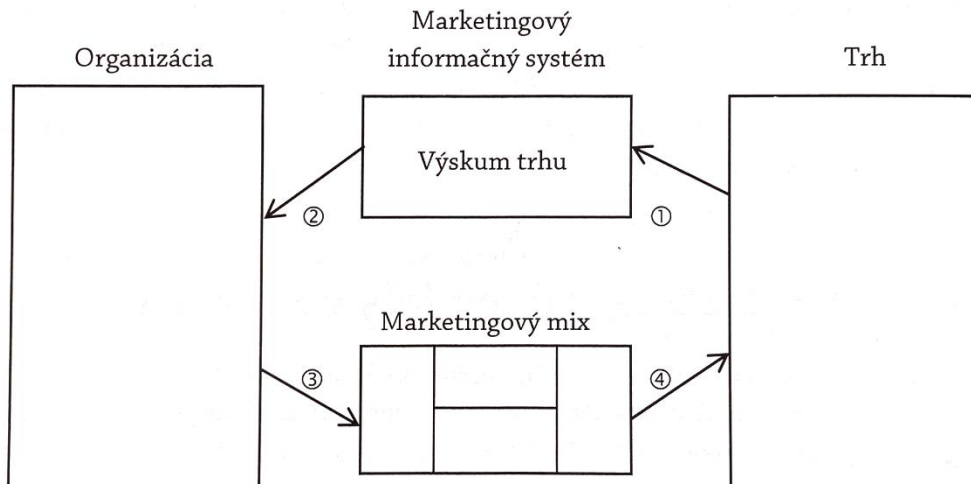 Marketingový
Organizácia
informačný systém
Trh
Výskum trhu
②
①
Marketingový mix
③
④